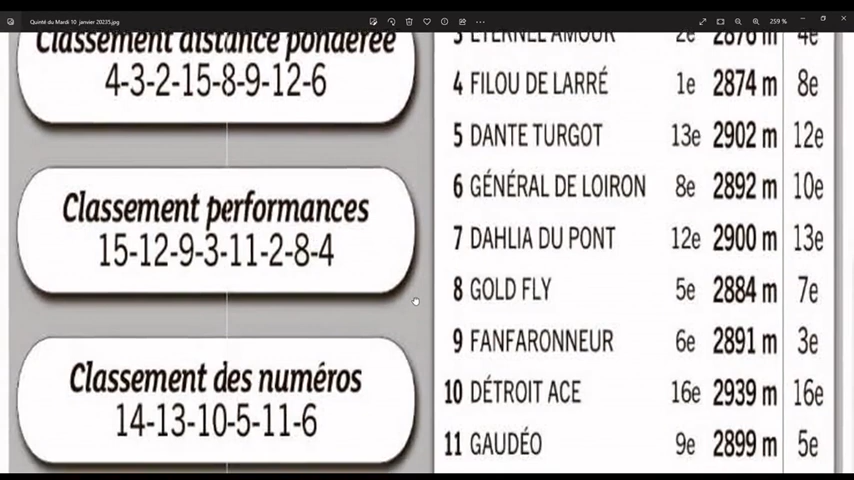 Quinté du Mardi 10 janvier 20235.jpg
259 %
Classement distance pondérée
4-3-2-15-8-9-12-6
Classement performances
15-12-9-3-11-2-8-4
Classement des numéros
14-13-10-5-11-6
3 ÉTERNEL AMOUR 2e 2876 m 4e
4 FILOU DE LARRÉ 1e 2874 m 8e
5 DANTE TURGOT 13e 2902 m 12e
6 GÉNÉRAL DE LOIRON 8e 2892 m 10e
7 DAHLIA DU PONT 12e 2900 m 13e
8 GOLD FLY 5e 2884 m 7e
9 FANFARONNEUR 6e 2891 m 3e
10 DÉTROIT ACE 16e 2939 m 16e
11 GAUDÉO 9e 2899 m 5e